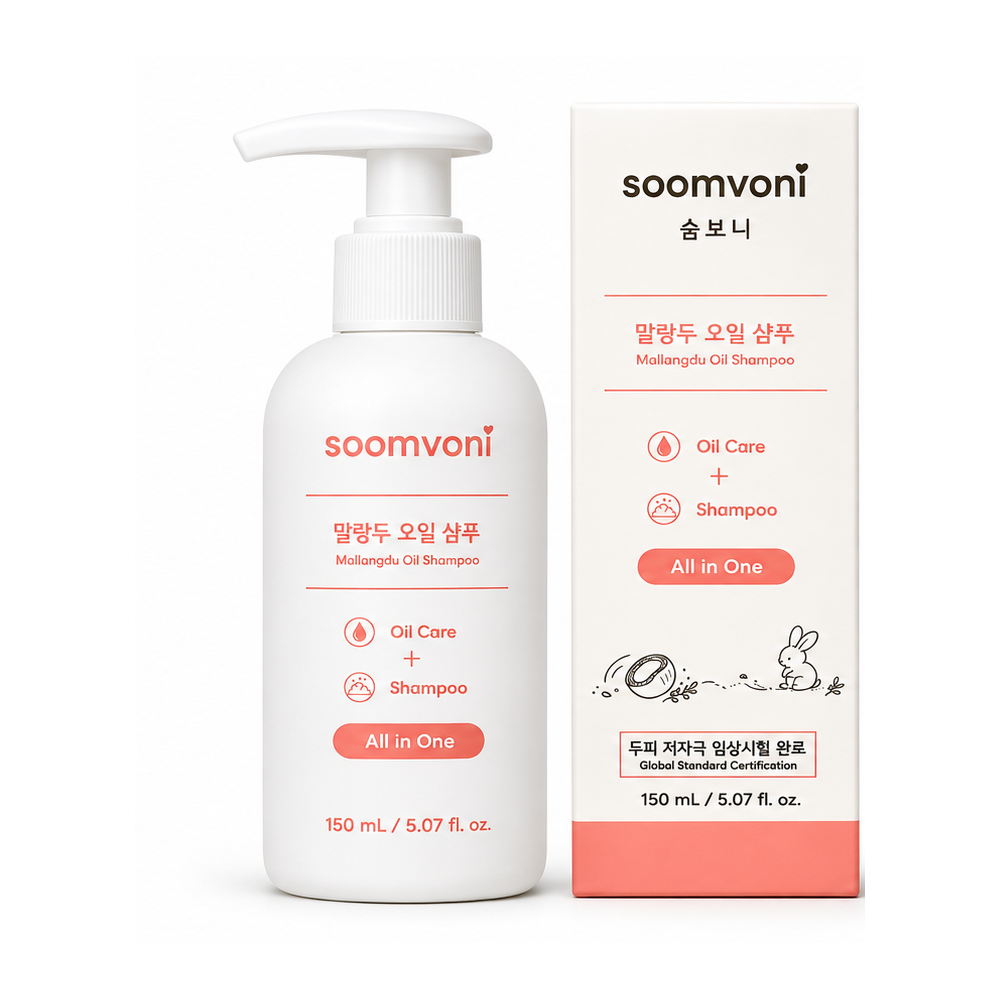 soomvoni
말랑두 오일 샴푸
Mallangdu Oil Shampoo
Oil Care
+
Shampoo
All in One
150 mL / 5.07 fl. oz.
soomvoni
숨보니
말랑두 오일 샴푸
Mallangdu Oil Shampoo
Oil Care
+
Shampoo
All in One
두피 저자극 임상시힐 완료
Global Standard Certification
150 mL / 5.07 fl. oz.